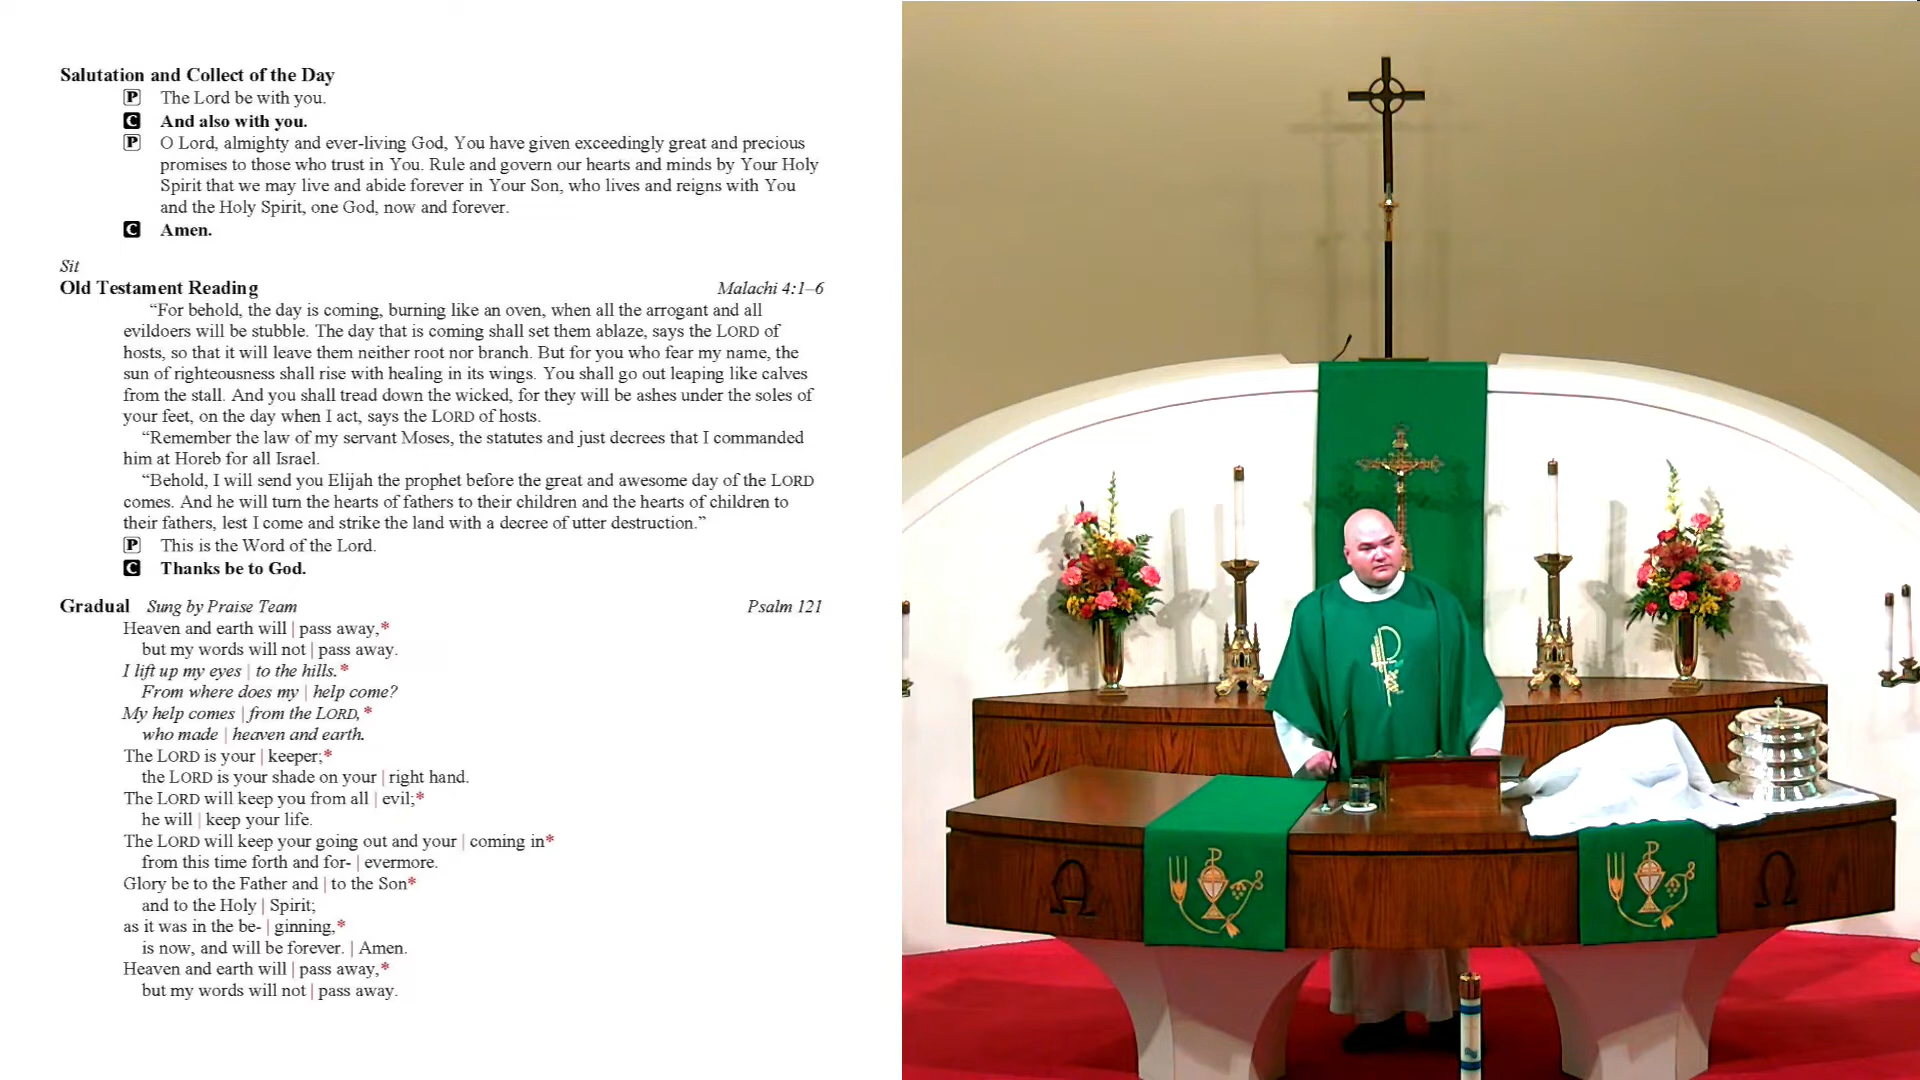 Salutation and Collect of the Day
P The Lord be with you.
C And also with you.
P O Lord, almighty and ever-living God, You have given exceedingly great and precious
promises to those who trust in You. Rule and govern our hearts and minds by Your Holy
Spirit that we may live and abide forever in Your Son, who lives and reigns with You
and the Holy Spirit, one God, now and forever.
C Amen.
Sit
Old Testament Reading Malachi 4:1–6
“For behold, the day is coming, burning like an oven, when all the arrogant and all
evildoers will be stubble. The day that is coming shall set them ablaze, says the LORD of
hosts, so that it will leave them neither root nor branch. But for you who fear my name, the
sun of righteousness shall rise with healing in its wings. You shall go out leaping like calves
from the stall. And you shall tread down the wicked, for they will be ashes under the soles of
your feet, on the day when I act, says the LORD of hosts.
“Remember the law of my servant Moses, the statutes and just decrees that I commanded
him at Horeb for all Israel.
“Behold, I will send you Elijah the prophet before the great and awesome day of the LORD
comes. And he will turn the hearts of fathers to their children and the hearts of children to
their fathers, lest I come and strike the land with a decree of utter destruction.”
P This is the Word of the Lord.
C Thanks be to God.
Gradual Sung by Praise Team Psalm 121
Heaven and earth will | pass away,*
but my words will not | pass away.
I lift up my eyes | to the hills.*
From where does my | help come?
My help comes | from the LORD,*
who made | heaven and earth.
The LORD is your | keeper;*
the LORD is your shade on your | right hand.
The LORD will keep you from all | evil;*
he will | keep your life.
The LORD will keep your going out and your | coming in*
from this time forth and for- | evermore.
Glory be to the Father and | to the Son*
and to the Holy | Spirit;
as it was in the be- | ginning,*
is now, and will be forever. | Amen.
Heaven and earth will | pass away,*
but my words will not | pass away.
Α
Ω